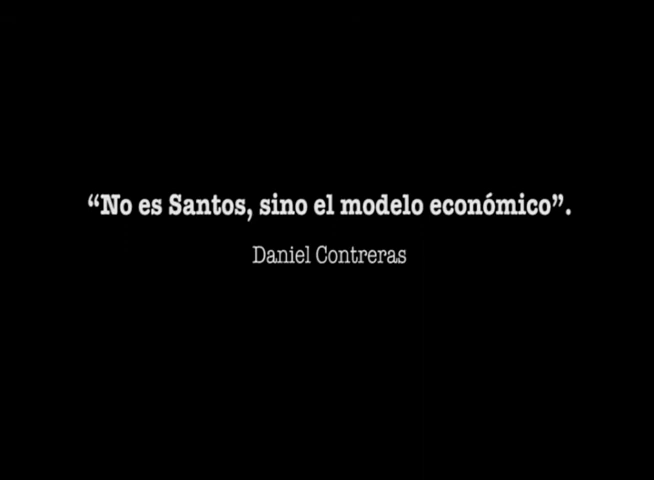 “No es Santos, sino el modelo económico”.
Daniel Contreras